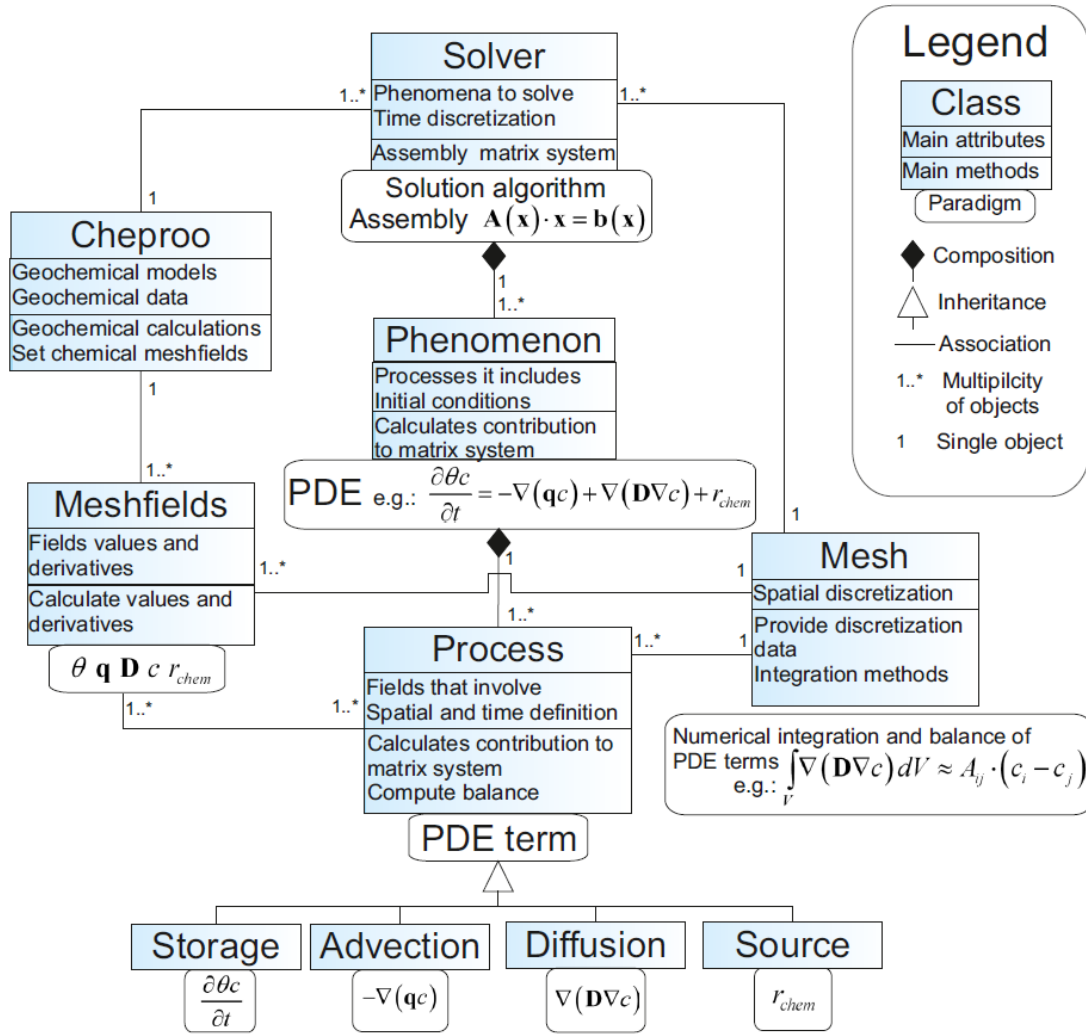 Solver
Phenomena to solve
Time discretization
Assembly matrix system
Solution algorithm
Assembly A(x)·x = b(x)
1..*
1..*
1
Cheproo
Geochemical models
Geochemical data
Geochemical calculations
Set chemical meshfields
1
1..*
1
1..*
Phenomenon
Processes it includes
Initial conditions
Calculates contribution
to matrix system
PDE e.g.: ∂θc/∂t = −∇(qc) + ∇(D∇c) + r_chem
Meshfields
Fields values and
derivatives
Calculate values and
derivatives
θ q D c r_chem
1..*
1..*
1
1..*
1
Mesh
Spatial discretization
Provide discretization
data
Integration methods
1
1
1..*
Numerical integration and balance of
PDE terms
e.g.: ∫_V ∇(D∇c) dV ≈ A_ij · (c_i − c_j)
Process
Fields that involve
Spatial and time definition
Calculates contribution to
matrix system
Compute balance
1..*
PDE term
Storage
∂θc/∂t
Advection
−∇(qc)
Diffusion
∇(D∇c)
Source
r_chem
Legend
Class
Main attributes
Main methods
Paradigm
Composition
Inheritance
Association
1..* Multipilcity
of objects
1 Single object